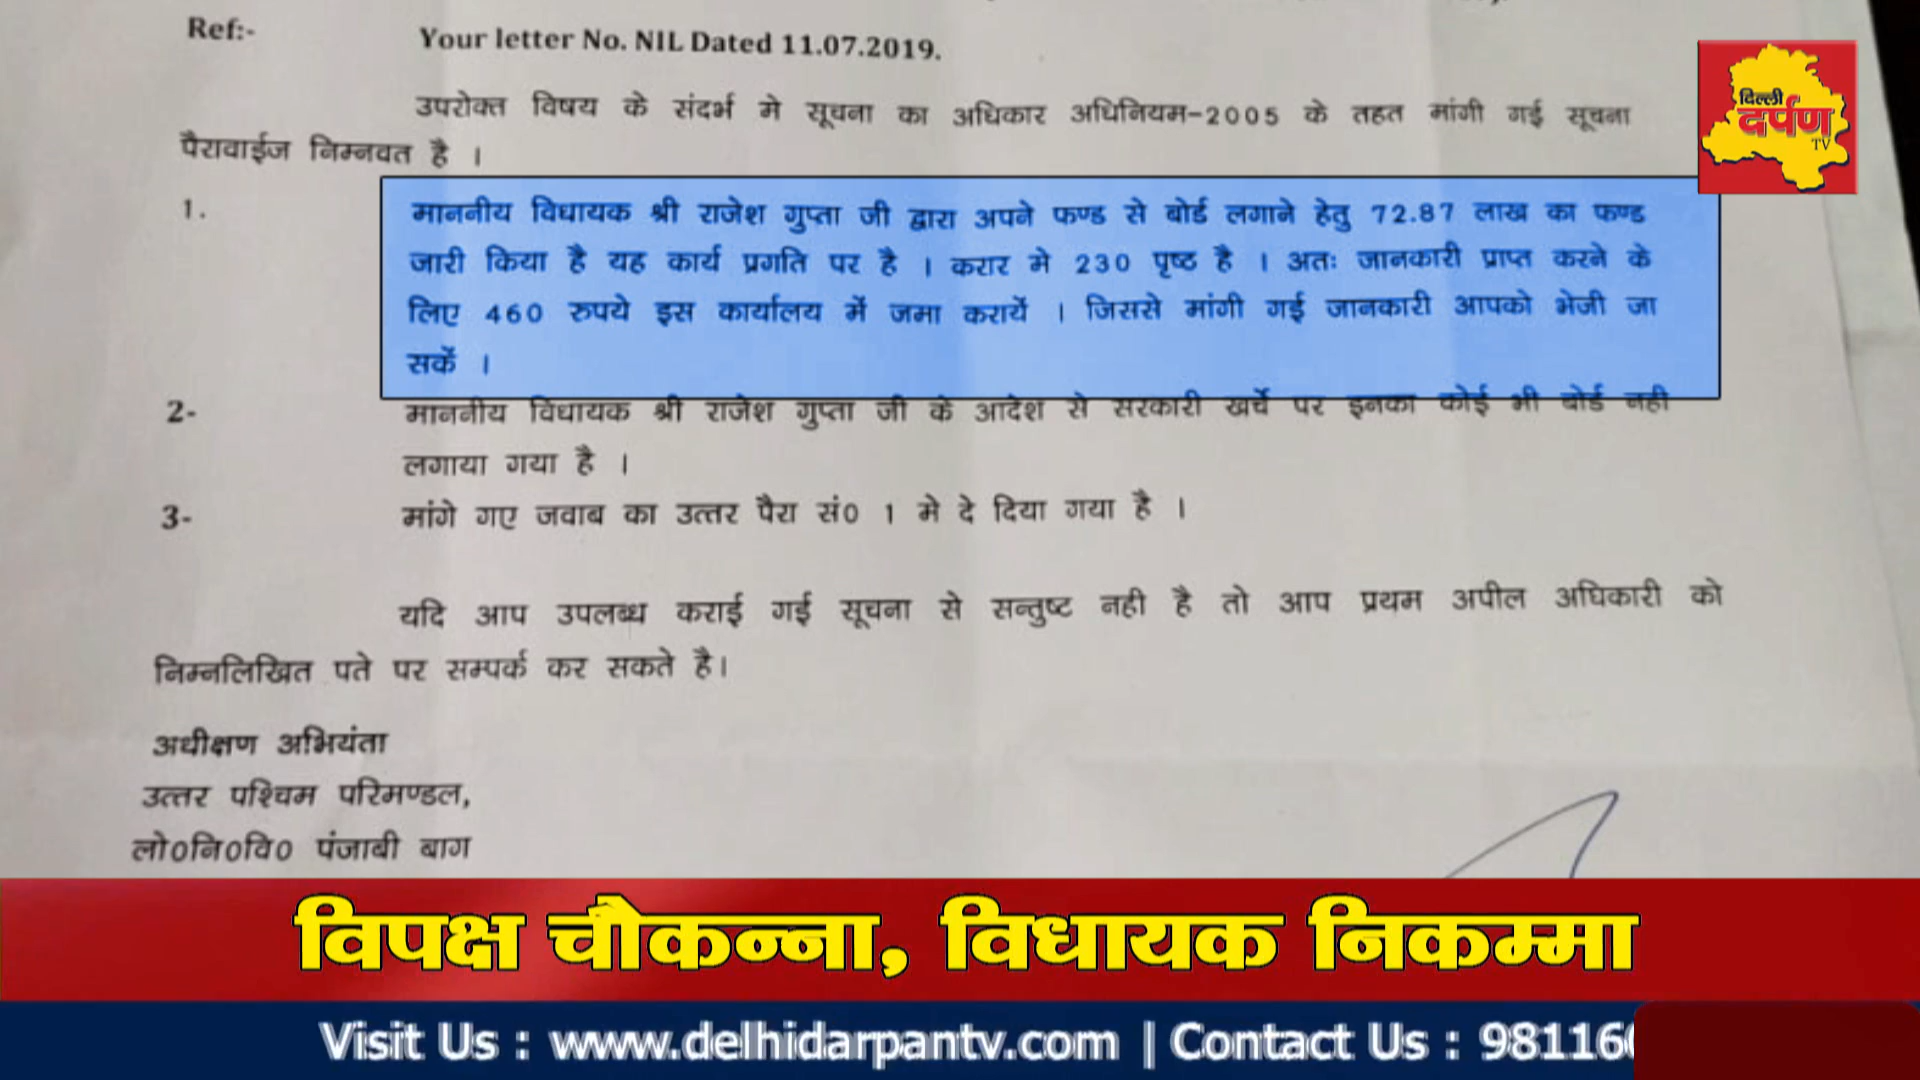 Ref:-
Your letter No. NIL Dated 11.07.2019.
उपरोक्त विषय के संदर्भ मे सूचना का अधिकार अधिनियम-2005 के तहत मांगी गई सूचना
पैरावाईज निम्नवत है ।
1. माननीय विधायक श्री राजेश गुप्ता जी द्वारा अपने फण्ड से बोर्ड लगाने हेतु 72.87 लाख का फण्ड
जारी किया है यह कार्य प्रगति पर है । करार मे 230 पृष्ठ है । अतः जानकारी प्राप्त करने के
लिए 460 रुपये इस कार्यालय में जमा करायें । जिससे मांगी गई जानकारी आपको भेजी जा
सकें ।
2- माननीय विधायक श्री राजेश गुप्ता जी के आदेश से सरकारी खर्चे पर इनका कोई भी बोर्ड नही
लगाया गया है ।
3- मांगे गए जवाब का उत्तर पैरा सं0 1 मे दे दिया गया है ।
यदि आप उपलब्ध कराई गई सूचना से सन्तुष्ट नही है तो आप प्रथम अपील अधिकारी को
निम्नलिखित पते पर सम्पर्क कर सकते है।
अधीक्षण अभियंता
उत्तर पश्चिम परिमण्डल,
लो0नि0वि0 पंजाबी बाग
दिल्ली
दर्पण
TV
विपक्ष चौकन्ना, विधायक निकम्मा
Visit Us : www.delhidarpantv.com | Contact Us : 98116